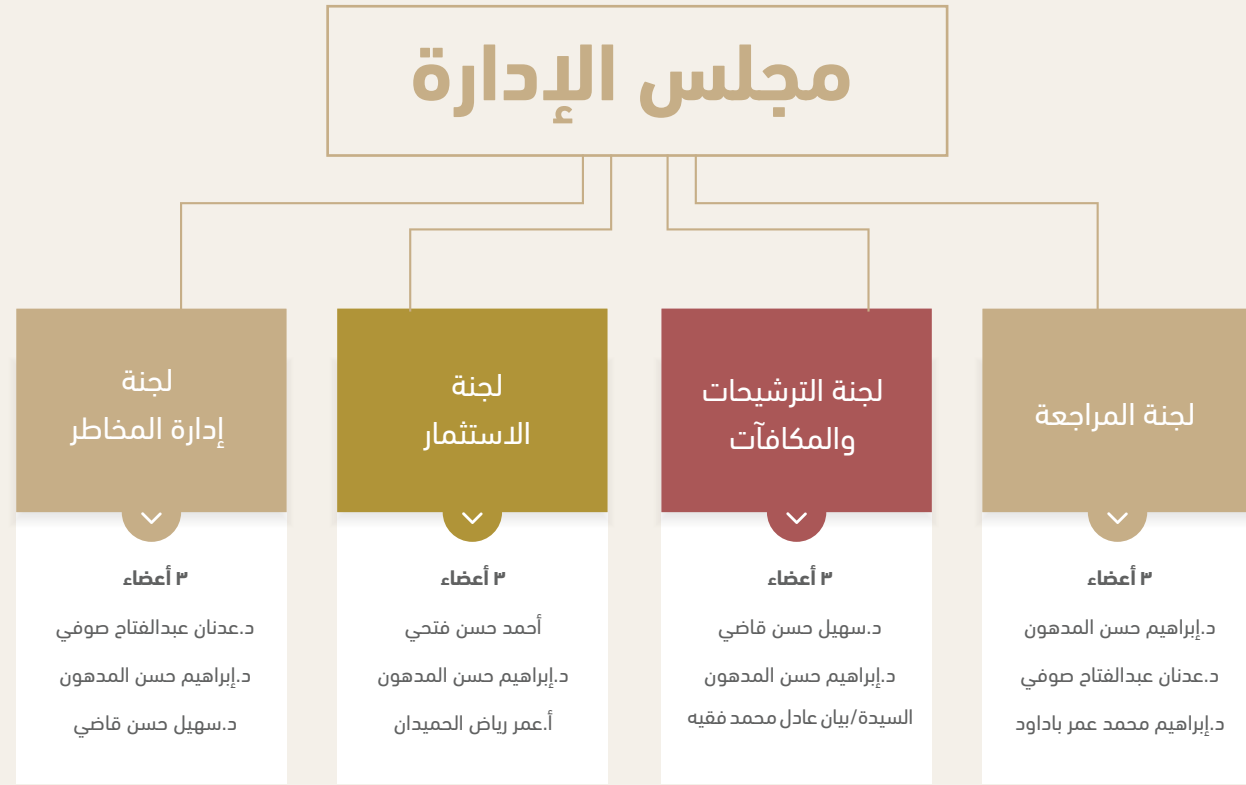 مجلس الإدارة
لجنة المراجعة
٣ أعضاء
د.إبراهيم حسن المدهون
د.عدنان عبدالفتاح صوفي
د.إبراهيم محمد عمر باداود
لجنة الترشيحات
والمكافآت
٣ أعضاء
د.سهيل حسن قاضي
د.إبراهيم حسن المدهون
السيدة/بيان عادل محمد فقيه
لجنة
الاستثمار
٣ أعضاء
أحمد حسن فتحي
د.إبراهيم حسن المدهون
أ.عمر رياض الحميدان
لجنة
إدارة المخاطر
٣ أعضاء
د.عدنان عبدالفتاح صوفي
د.إبراهيم حسن المدهون
د.سهيل حسن قاضي